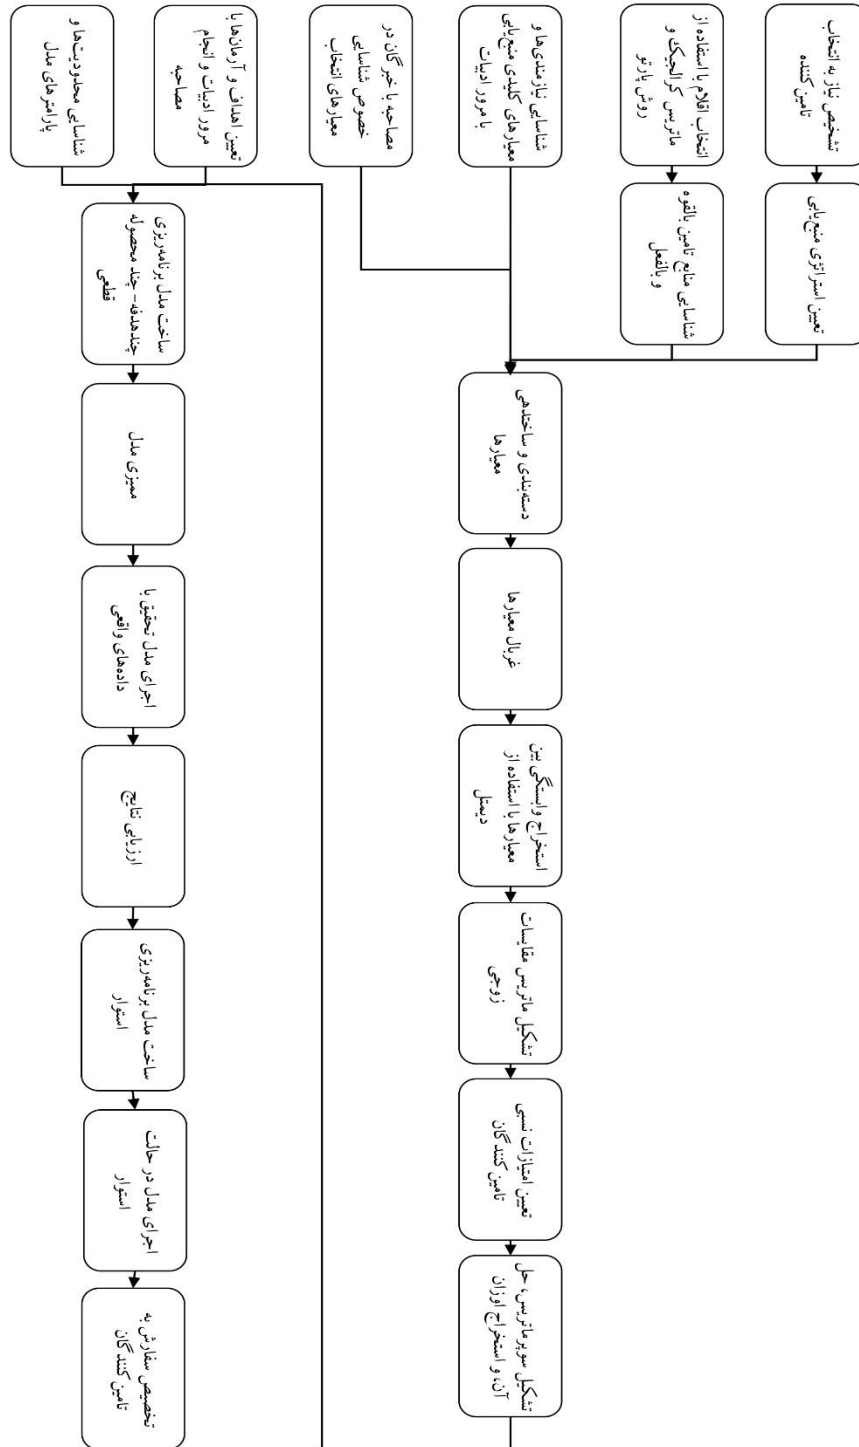 تشخیص نیاز به انتخاب
تامین کننده
تعیین استراتژی منبع‌یابی
انتخاب اقلام با استفاده از
ماتریس کرالجیک و
روش پارتو
شناسایی منابع تامین بالقوه
و بالفعل
شناسایی نیازمندی‌ها و
معیارهای کلیدی منبع‌یابی
با مرور ادبیات
مصاحبه با خبرگان در
خصوص شناسایی
معیارهای انتخاب
دسته‌بندی و ساختدهی
معیارها
غربال معیارها
استخراج وابستگی بین
معیارها با استفاده از
دیمتل
تشکیل ماتریس مقایسات
زوجی
تعیین امتیازات نسبی
تامین کنندگان
تشکیل سوپرماتریس، حل
آن، و استخراج اوزان
تعیین اهداف و آرمان‌ها با
مرور ادبیات و انجام
مصاحبه
شناسایی محدودیت‌ها و
پارامترهای مدل
ساخت مدل برنامه‌ریزی
چندهدفه – چند محصوله
قطعی
ممیزی مدل
اجرای مدل تحقیق با
داده‌های واقعی
ارزیابی نتایج
ساخت مدل برنامه‌ریزی
استوار
اجرای مدل در حالت
استوار
تخصیص سفارش به
تامین کنندگان